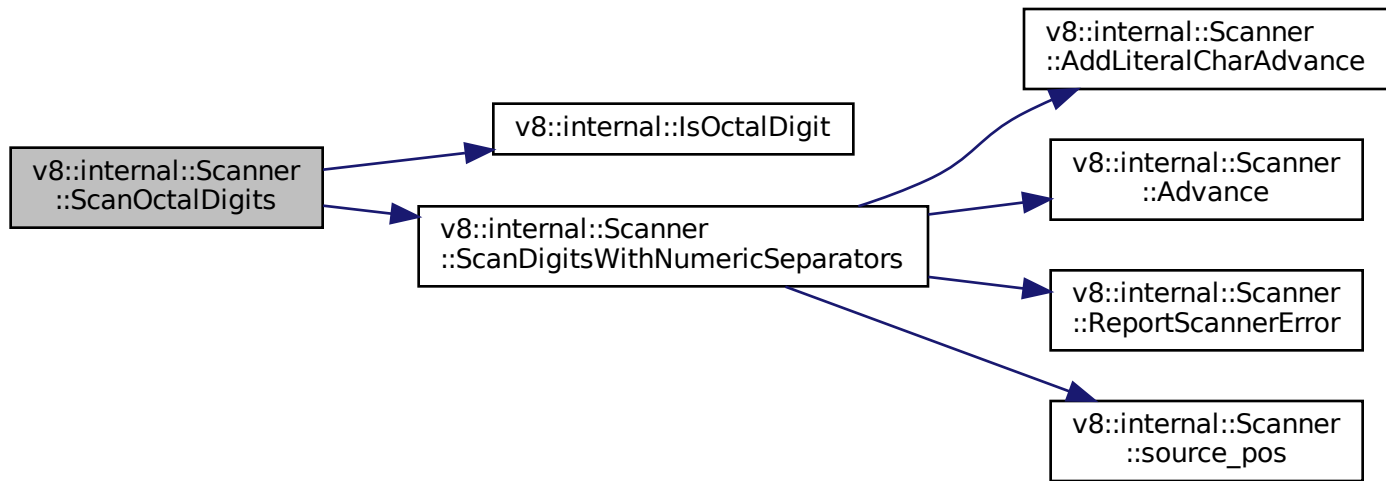 v8::internal::Scanner
::ScanOctalDigits
v8::internal::IsOctalDigit
v8::internal::Scanner
::ScanDigitsWithNumericSeparators
v8::internal::Scanner
::AddLiteralCharAdvance
v8::internal::Scanner
::Advance
v8::internal::Scanner
::ReportScannerError
v8::internal::Scanner
::source_pos